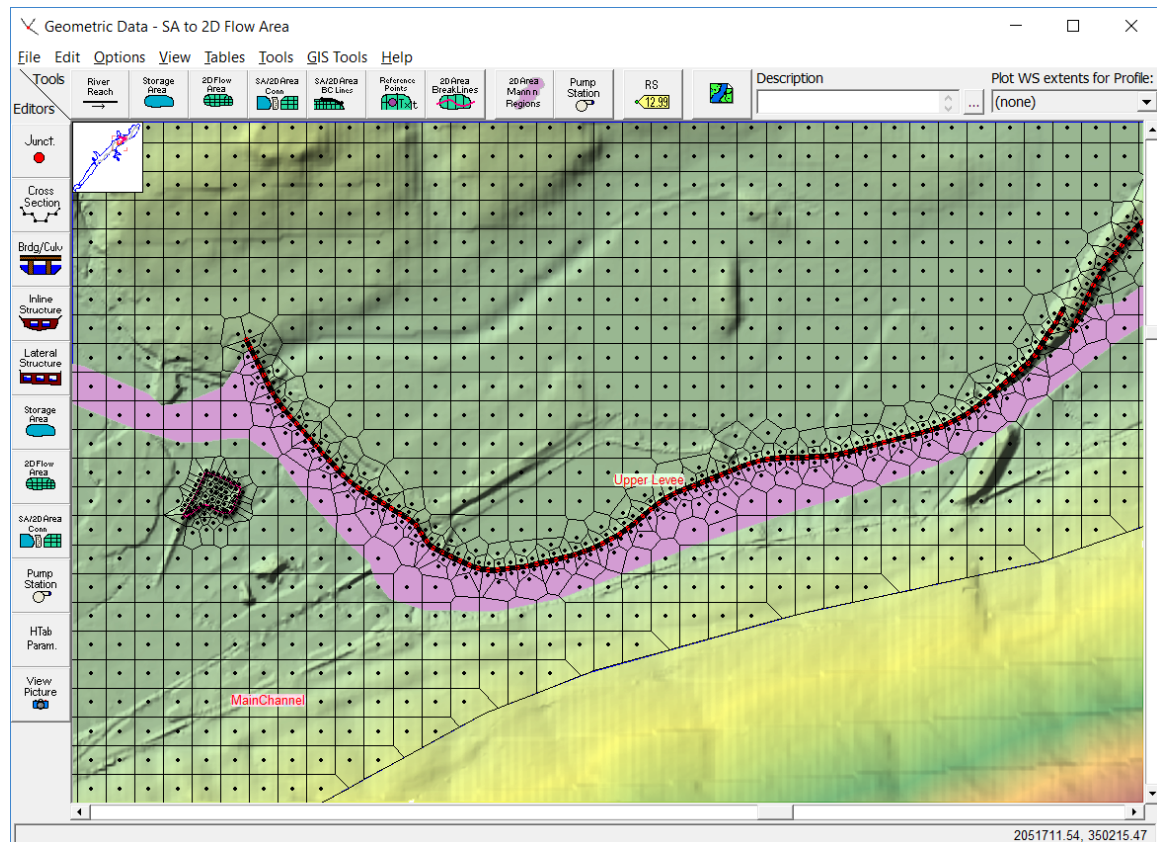 Geometric Data - SA to 2D Flow Area
File Edit Options View Tables Tools GIS Tools Help
Tools
Editors
River
Reach
Storage
Area
2D Flow
Area
SA/2D Area
Conn
SA/2D Area
BC Lines
Reference
Points
Txt
2D Area
BreakLines
2D Area
Mann n
Regions
Pump
Station
RS
12.99
Description
...
Plot WS extents for Profile:
(none)
Junct.
Cross
Section
Brdg/Culv
Inline
Structure
Lateral
Structure
Storage
Area
2D Flow
Area
SA/2D Area
Conn
Pump
Station
HTab
Param.
View
Picture
Upper Levee
MainChannel
2051711.54, 350215.47